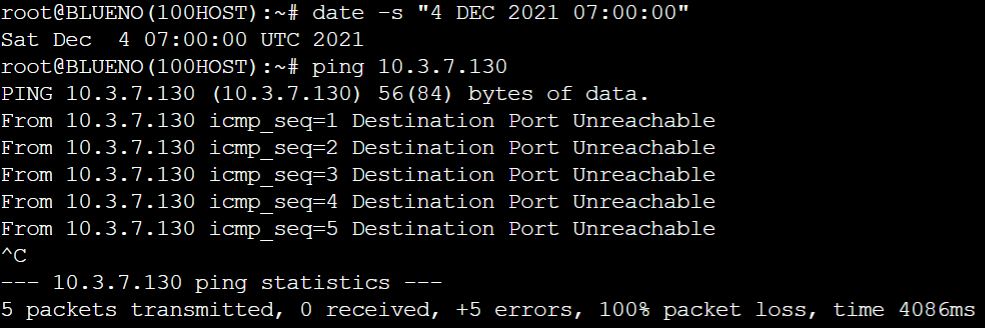 root@BLUENO(100HOST):~# date -s "4 DEC 2021 07:00:00"
Sat Dec  4 07:00:00 UTC 2021
root@BLUENO(100HOST):~# ping 10.3.7.130
PING 10.3.7.130 (10.3.7.130) 56(84) bytes of data.
From 10.3.7.130 icmp_seq=1 Destination Port Unreachable
From 10.3.7.130 icmp_seq=2 Destination Port Unreachable
From 10.3.7.130 icmp_seq=3 Destination Port Unreachable
From 10.3.7.130 icmp_seq=4 Destination Port Unreachable
From 10.3.7.130 icmp_seq=5 Destination Port Unreachable
^C
--- 10.3.7.130 ping statistics ---
5 packets transmitted, 0 received, +5 errors, 100% packet loss, time 4086ms